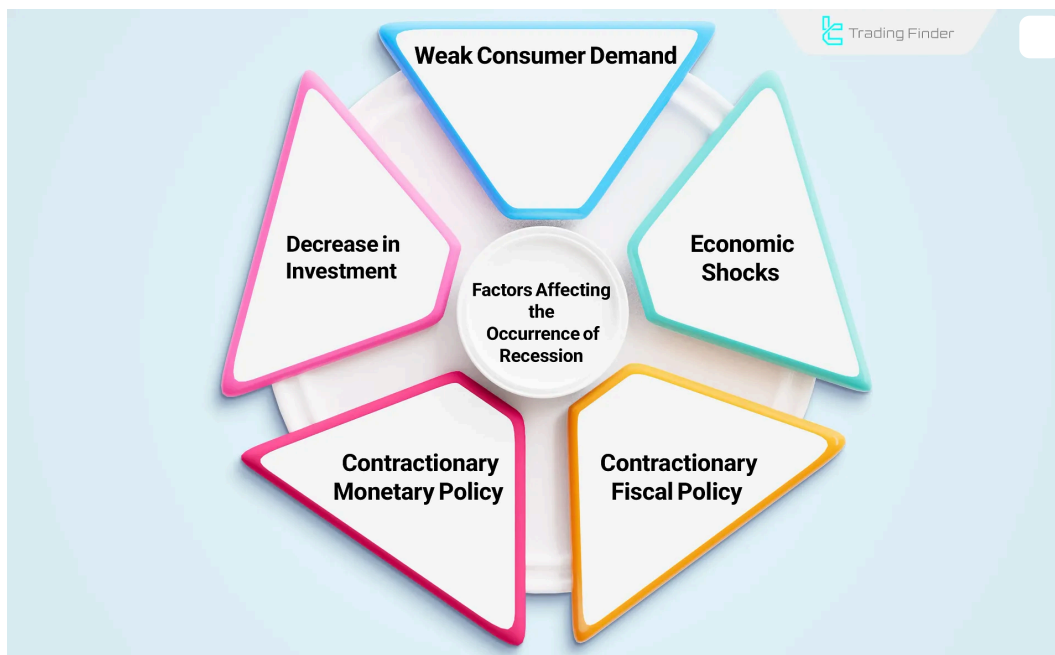 Trading Finder
Weak Consumer Demand
Decrease in
Investment
Economic
Shocks
Factors Affecting
the
Occurrence of
Recession
Contractionary
Monetary Policy
Contractionary
Fiscal Policy